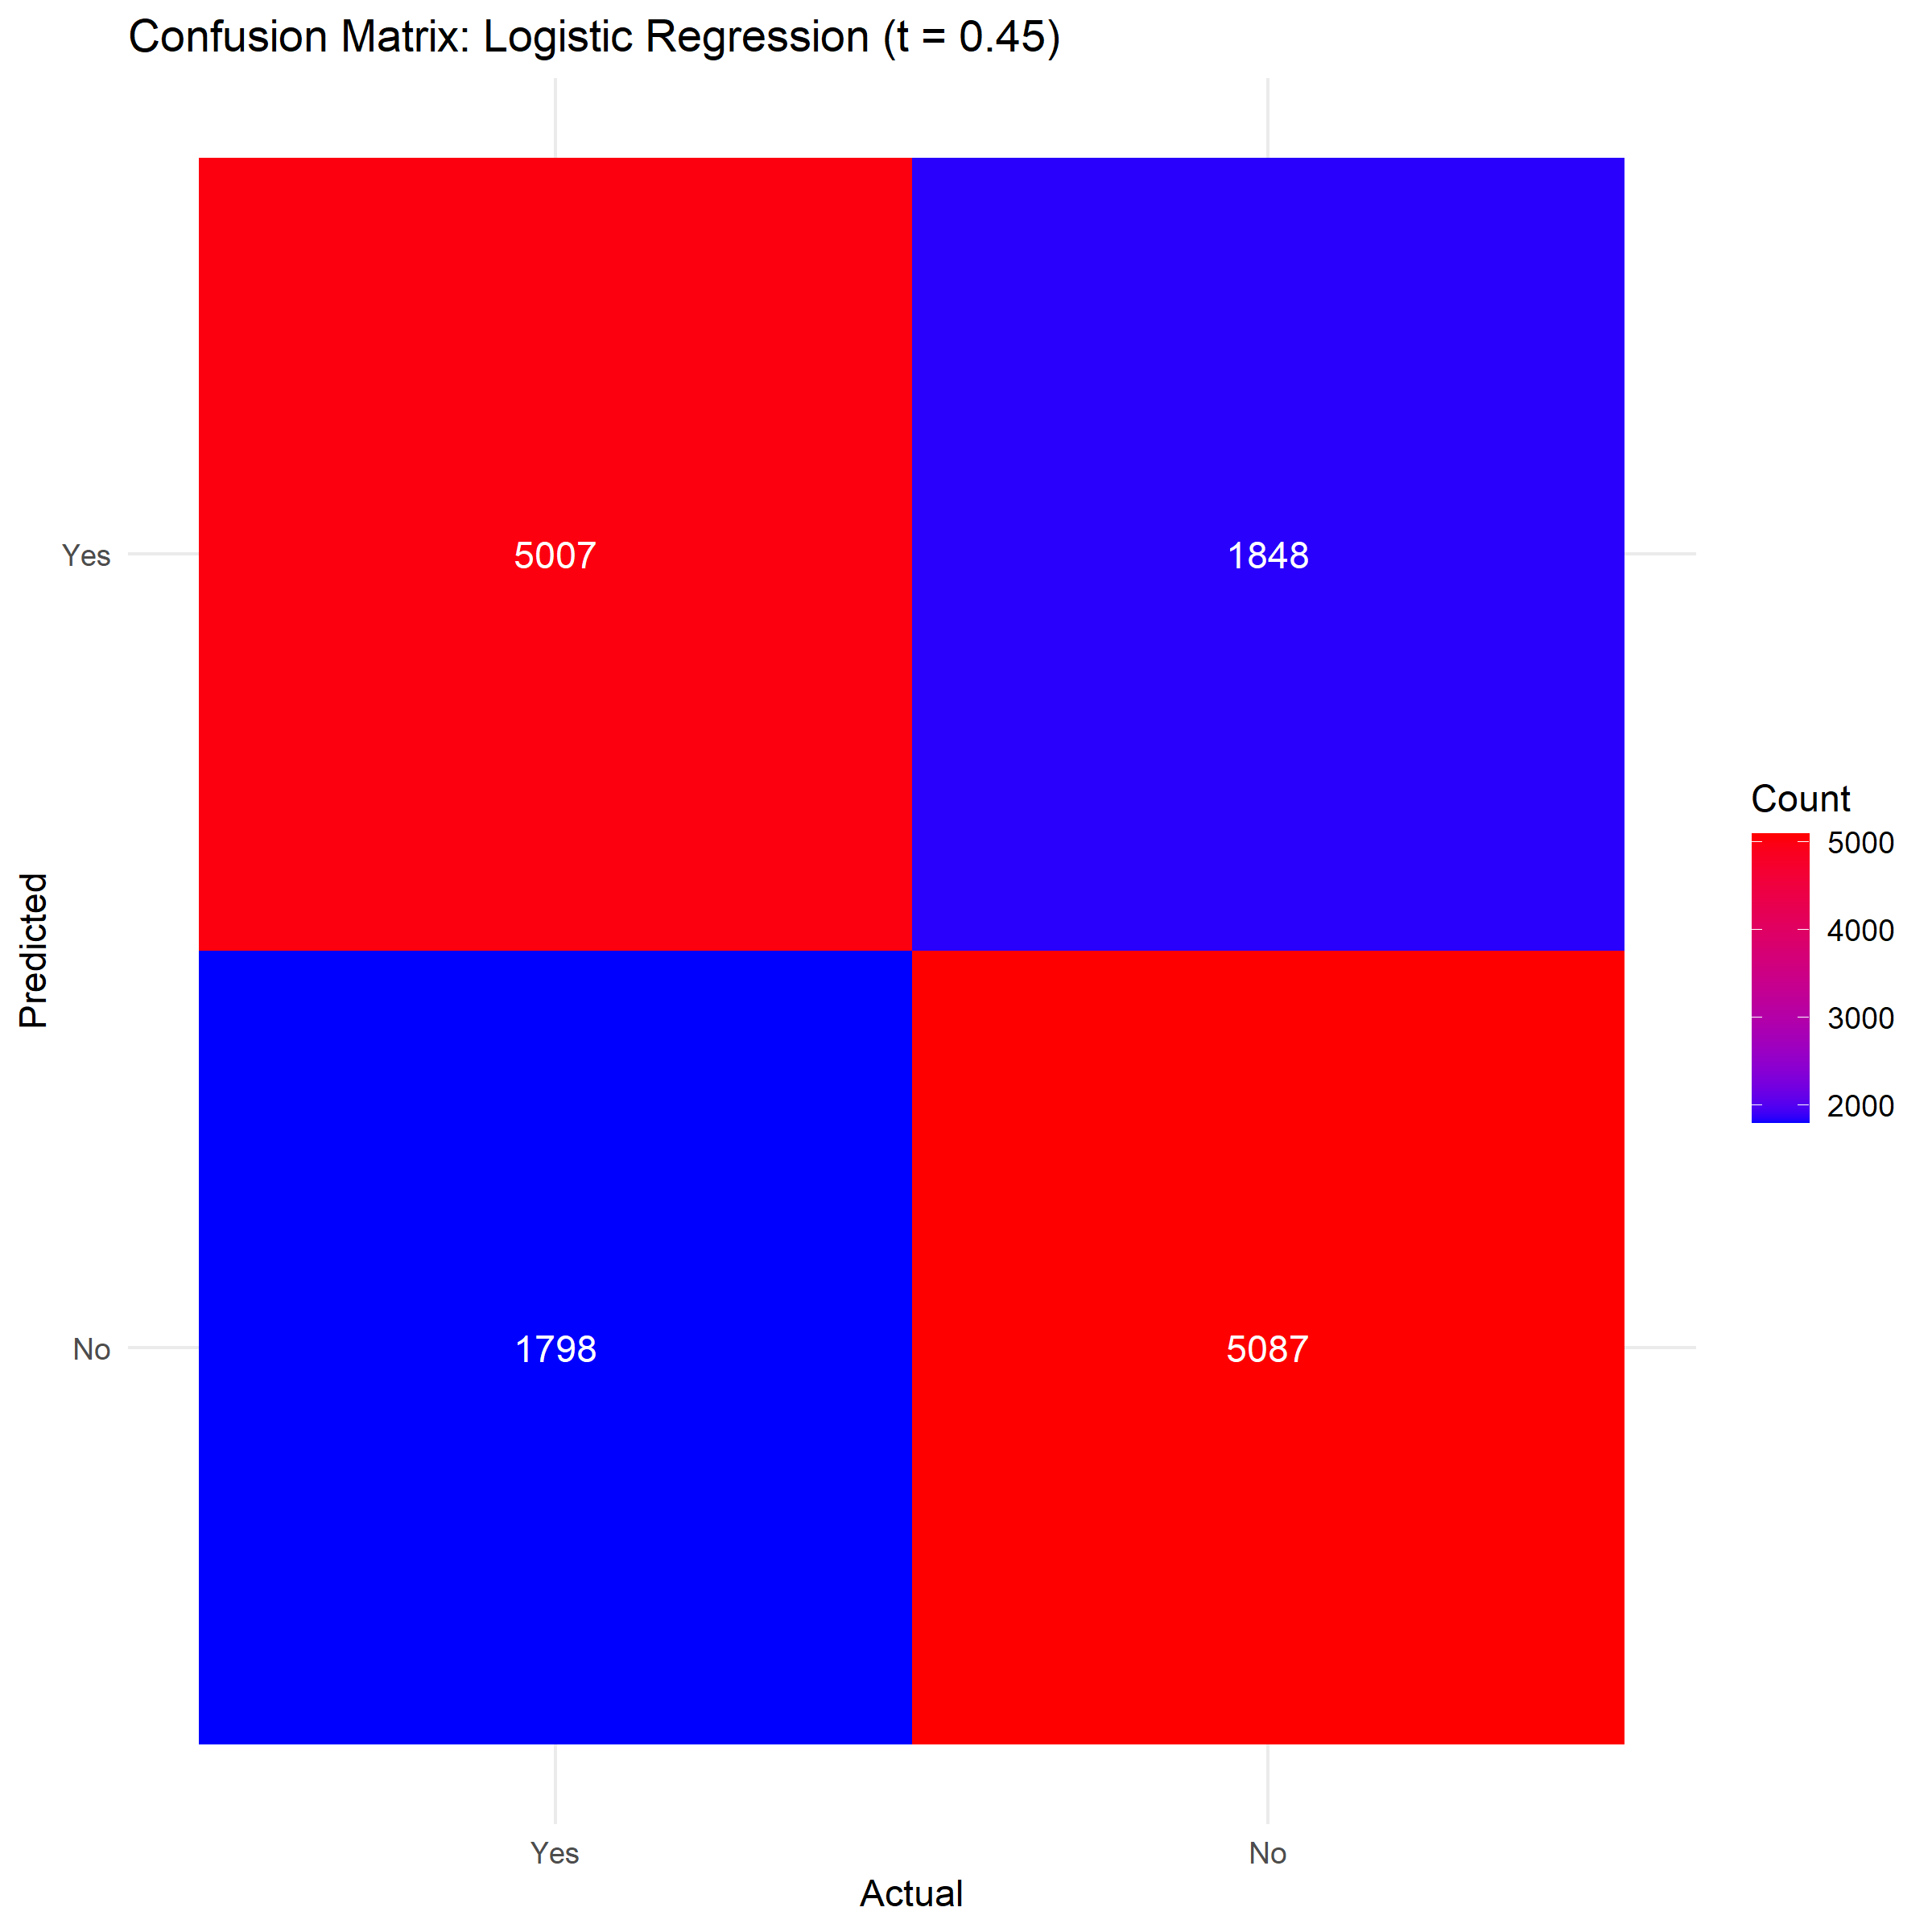 Confusion Matrix: Logistic Regression (t = 0.45)
Predicted
Yes
No
5007
1848
1798
5087
Yes
No
Actual
Count
5000
4000
3000
2000